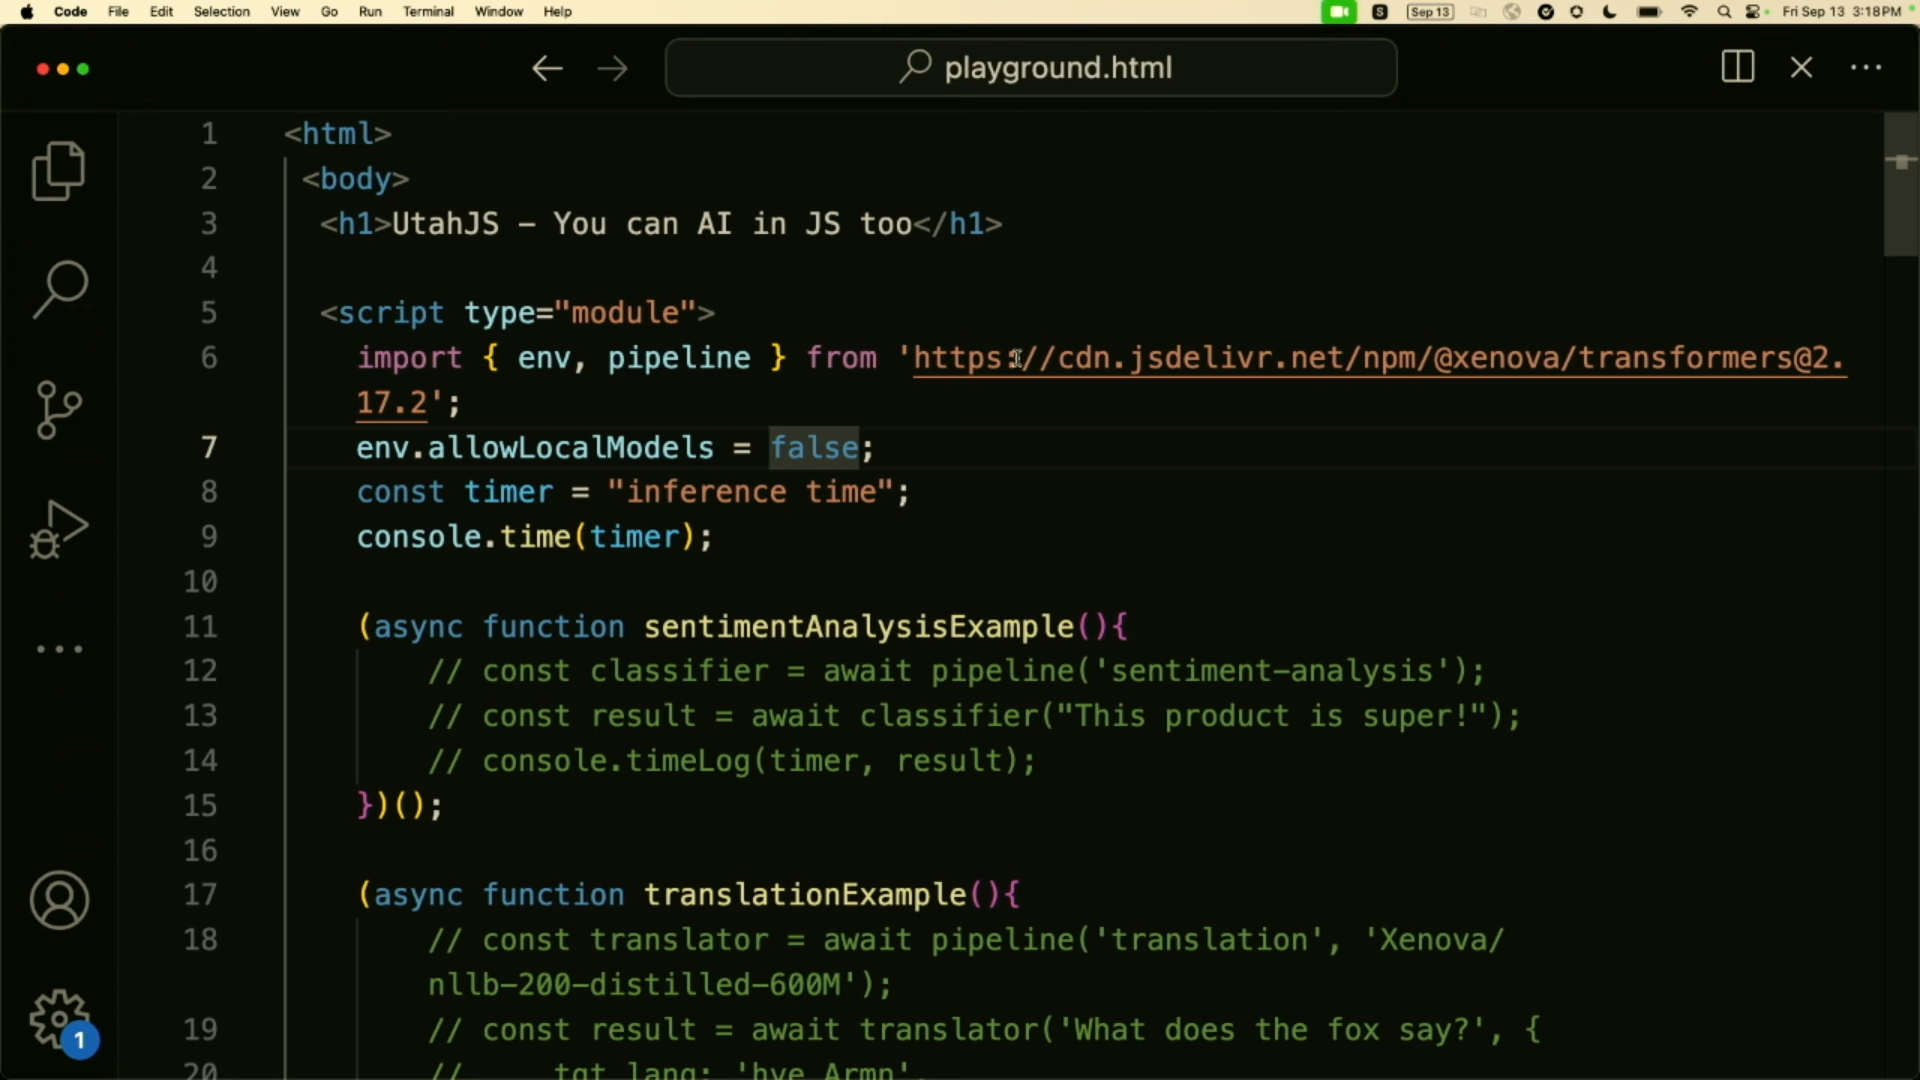 Code File Edit Selection View Go Run Terminal Window Help S Sep 13 Fri Sep 13 3:18 PM
playground.html
1 <html>
2 <body>
3 <h1>UtahJS – You can AI in JS too</h1>
4
5 <script type="module">
6 import { env, pipeline } from 'https://cdn.jsdelivr.net/npm/@xenova/transformers@2.
17.2';
7 env.allowLocalModels = false;
8 const timer = "inference time";
9 console.time(timer);
10
11 (async function sentimentAnalysisExample(){
12 // const classifier = await pipeline('sentiment-analysis');
13 // const result = await classifier("This product is super!");
14 // console.timeLog(timer, result);
15 })();
16
17 (async function translationExample(){
18 // const translator = await pipeline('translation', 'Xenova/
nllb-200-distilled-600M');
19 // const result = await translator('What does the fox say?', {
20 // tgt_lang: 'hye_Armn',
1